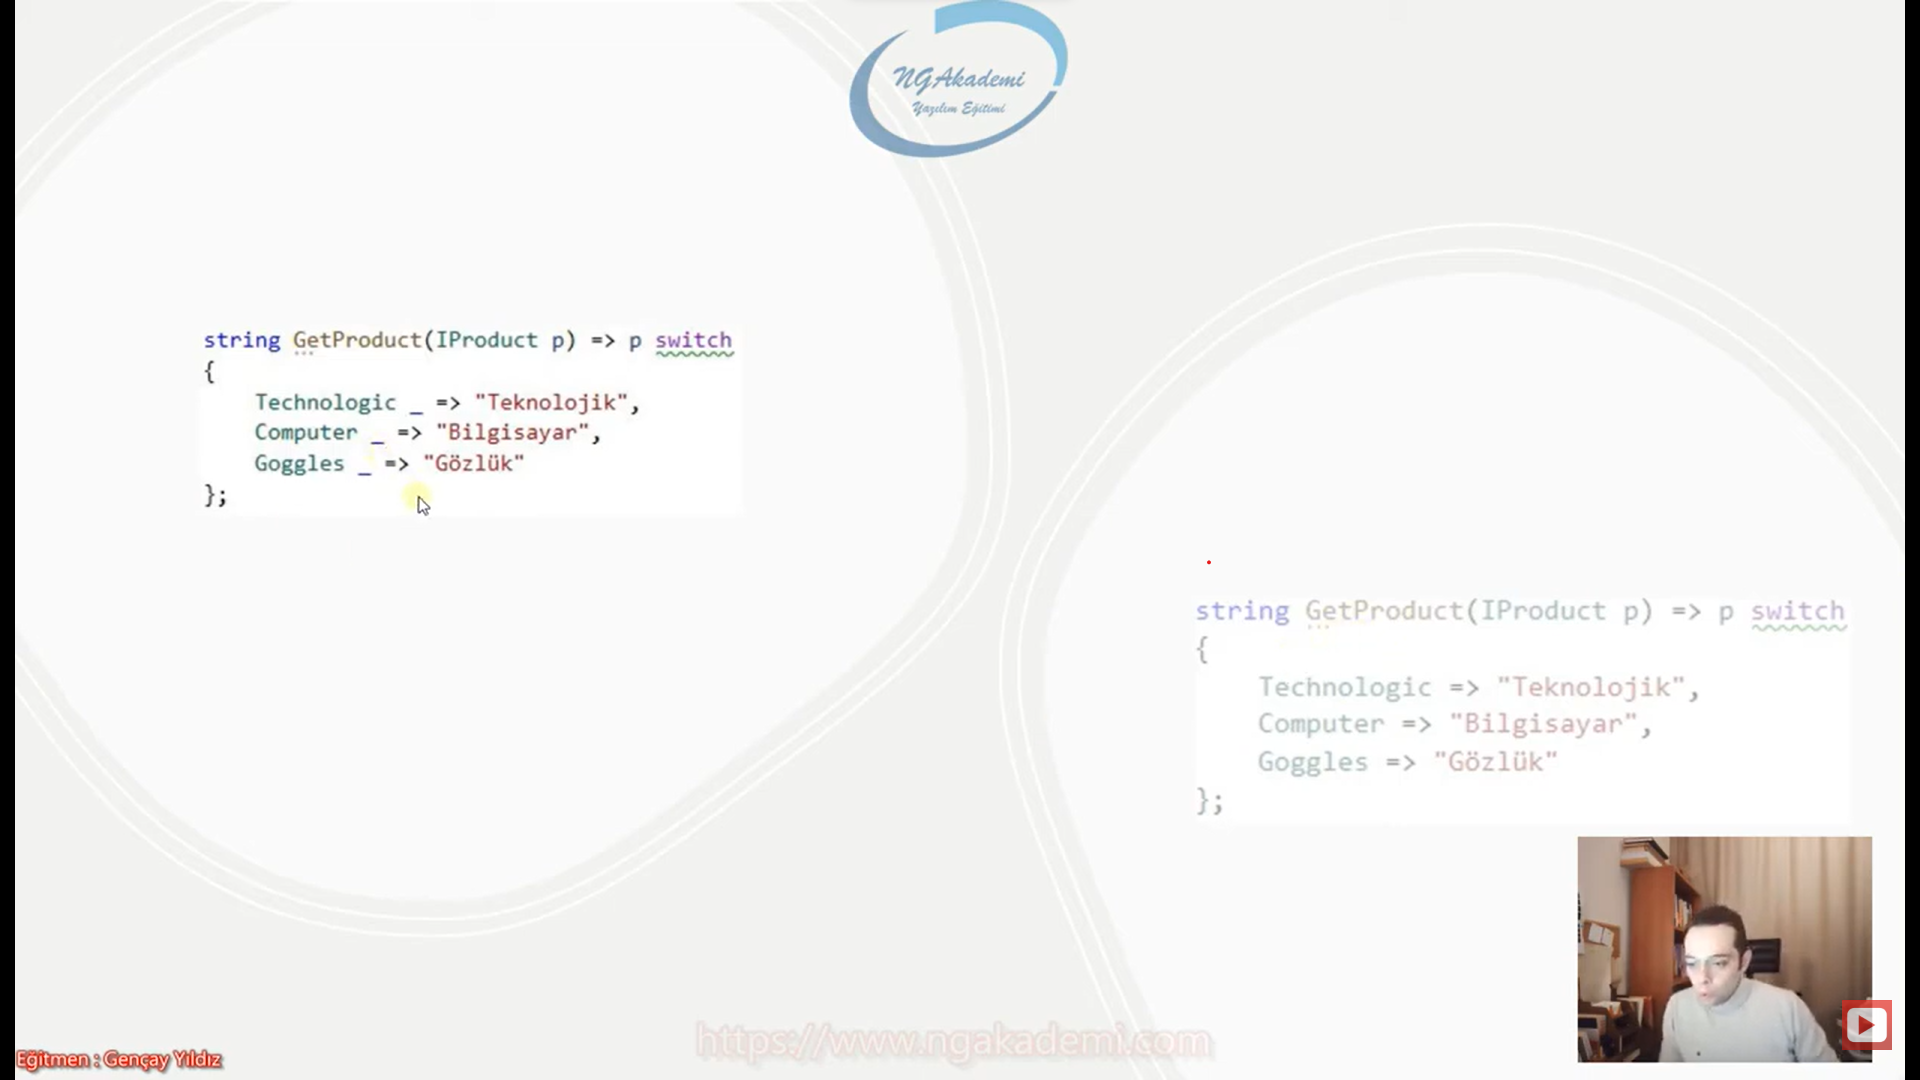 NGAkademi
Yazılım Eğitimi
string GetProduct(IProduct p) => p switch
{
    Technologic _ => "Teknolojik",
    Computer _ => "Bilgisayar",
    Goggles _ => "Gözlük"
};
string GetProduct(IProduct p) => p switch
{
    Technologic => "Teknolojik",
    Computer => "Bilgisayar",
    Goggles => "Gözlük"
};
https://www.ngakademi.com
Eğitmen : Gençay Yıldız